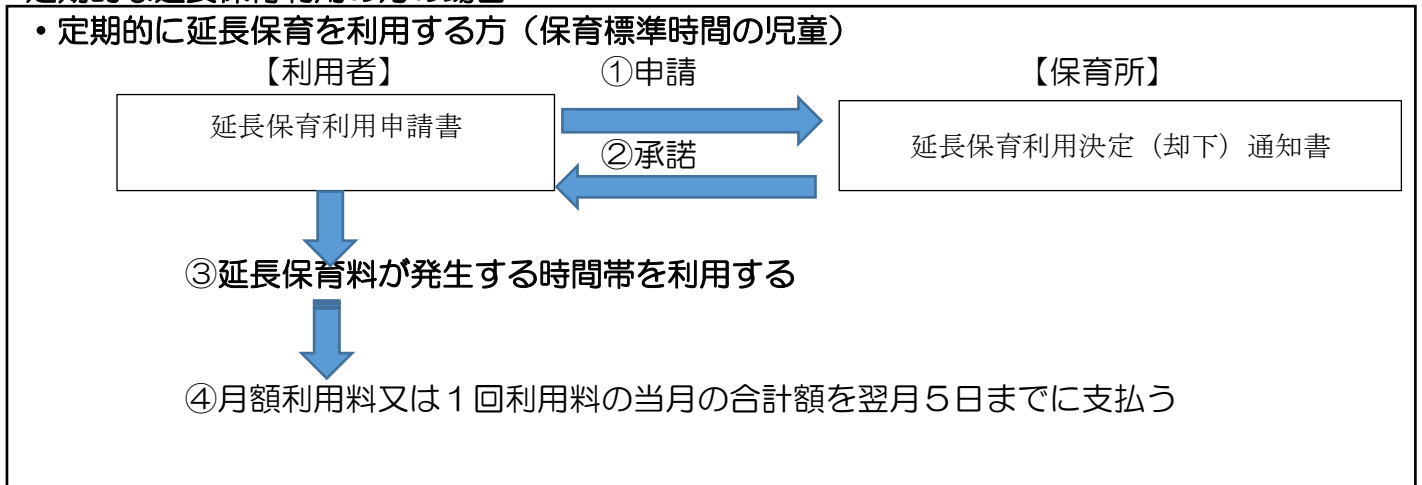 ・定期的に延長保育を利用する方（保育標準時間の児童）
【利用者】 ①申請 【保育所】
延長保育利用申請書
②承諾
延長保育利用決定（却下）通知書
③延長保育料が発生する時間帯を利用する
④月額利用料又は１回利用料の当月の合計額を翌月５日までに支払う